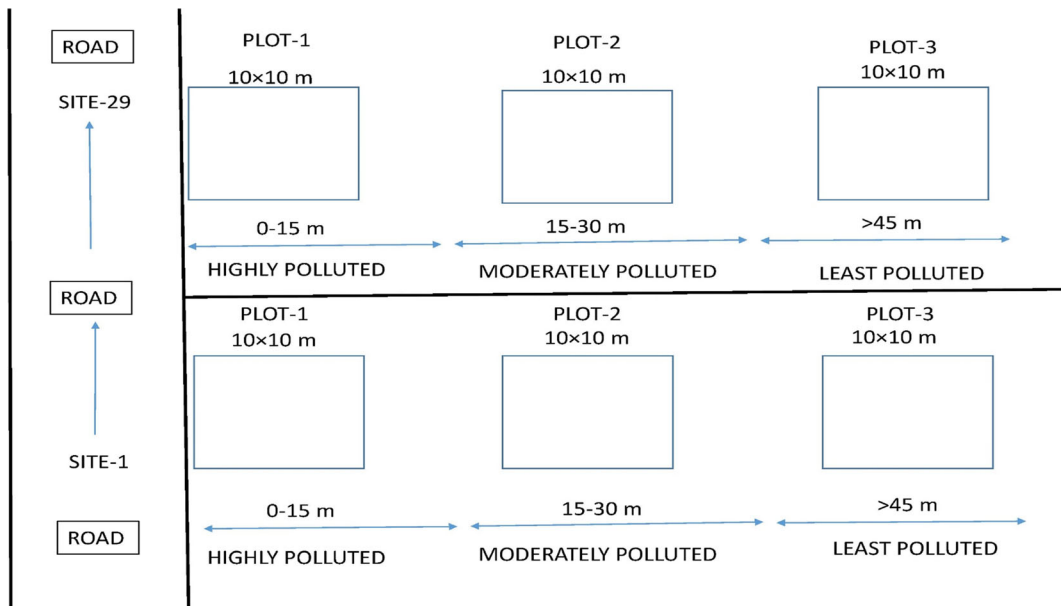 ROAD
SITE-29
ROAD
SITE-1
ROAD
PLOT-1
10×10 m
PLOT-2
10×10 m
PLOT-3
10×10 m
0-15 m
15-30 m
>45 m
HIGHLY POLLUTED
MODERATELY POLLUTED
LEAST POLLUTED
PLOT-1
10×10 m
PLOT-2
10×10 m
PLOT-3
10×10 m
0-15 m
15-30 m
>45 m
HIGHLY POLLUTED
MODERATELY POLLUTED
LEAST POLLUTED